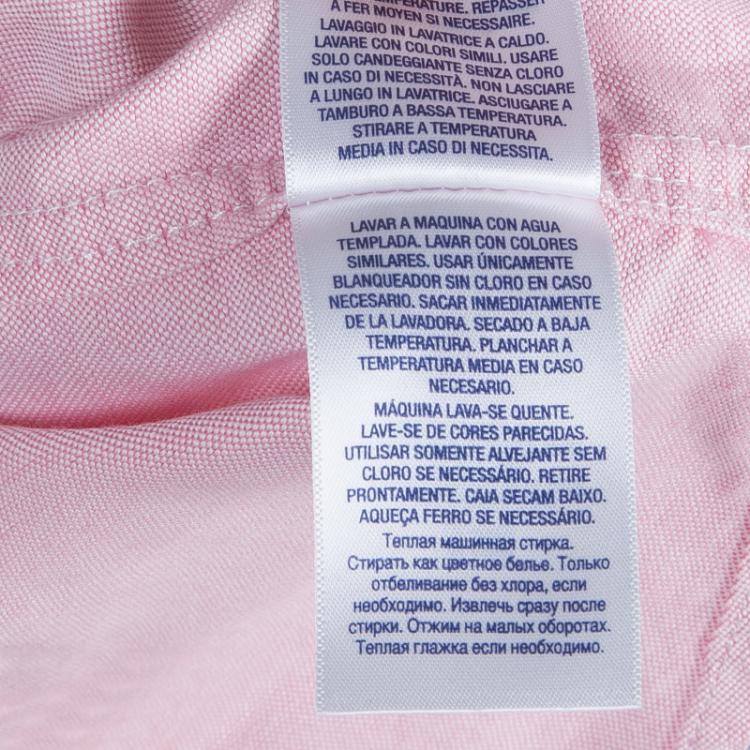 TEMPÉRATURE. REPASSER
À FER MOYEN SI NECESSAIRE.
LAVAGGIO IN LAVATRICE A CALDO.
LAVARE CON COLORI SIMILI. USARE
SOLO CANDEGGIANTE SENZA CLORO
IN CASO DI NECESSITÀ. NON LASCIARE
A LUNGO IN LAVATRICE. ASCIUGARE A
TAMBURO A BASSA TEMPERATURA.
STIRARE A TEMPERATURA
MEDIA IN CASO DI NECESSITA.
LAVAR A MAQUINA CON AGUA
TEMPLADA. LAVAR CON COLORES
SIMILARES. USAR ÚNICAMENTE
BLANQUEADOR SIN CLORO EN CASO
NECESARIO. SACAR INMEDIATAMENTE
DE LA LAVADORA. SECADO A BAJA
TEMPERATURA. PLANCHAR A
TEMPERATURA MEDIA EN CASO
NECESARIO.
MÁQUINA LAVA-SE QUENTE.
LAVE-SE DE CORES PARECIDAS.
UTILISAR SOMENTE ALVEJANTE SEM
CLORO SE NECESSÁRIO. RETIRE
PRONTAMENTE. CAIA SECAM BAIXO.
AQUEÇA FERRO SE NECESSÁRIO.
Теплая машинная стирка.
Стирать как цветное белье. Только
отбеливание без хлора, если
необходимо. Извлечь сразу после
стирки. Отжим на малых оборотах.
Теплая глажка если необходимо.